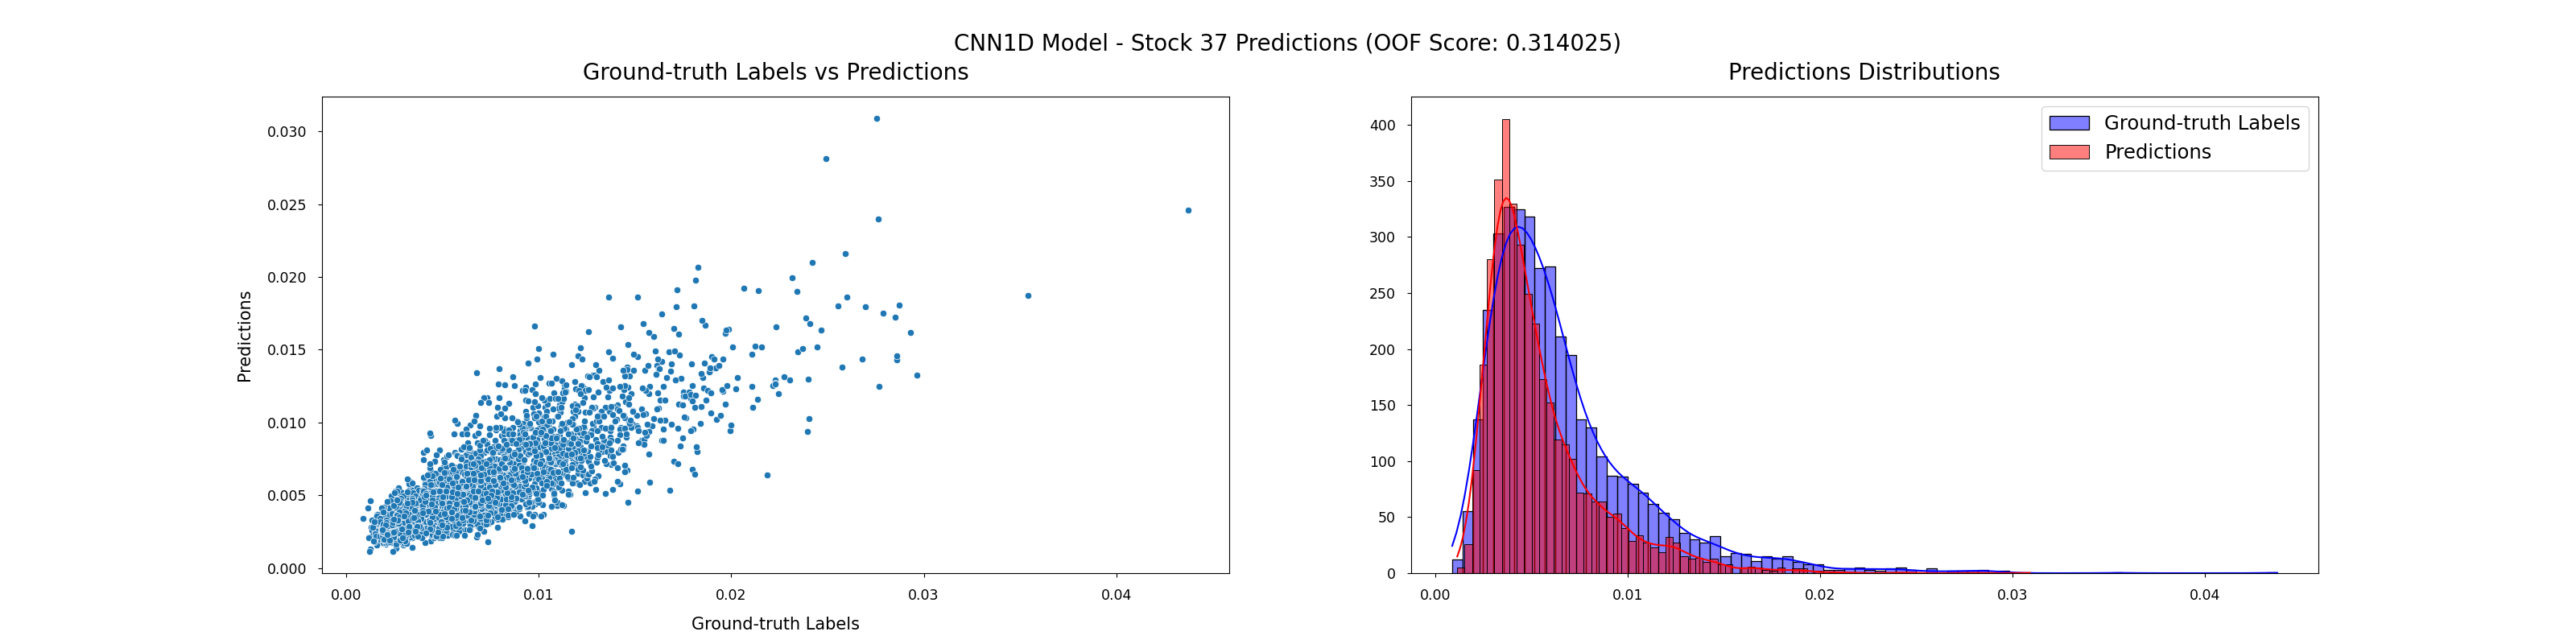 CNN1D Model - Stock 37 Predictions (OOF Score: 0.314025)
Ground-truth Labels vs Predictions
Predictions
0.030
0.025
0.020
0.015
0.010
0.005
0.000
0.00 0.01 0.02 0.03 0.04
Ground-truth Labels
Predictions Distributions
Ground-truth Labels
Predictions
400
350
300
250
200
150
100
50
0
0.00 0.01 0.02 0.03 0.04